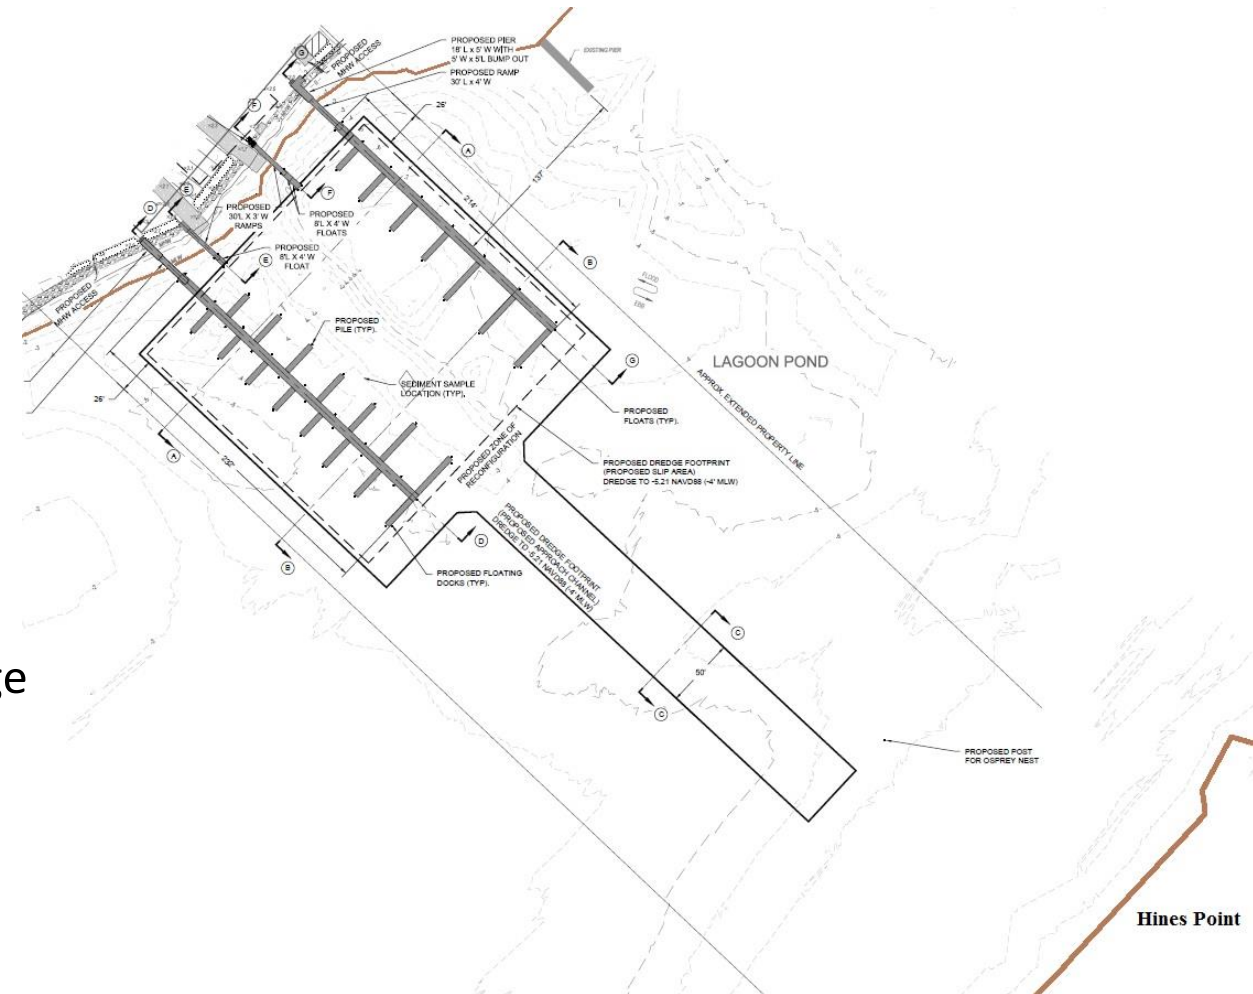 PROPOSED PIER
18' L x 5' W WITH
5' W x 5'L BUMP OUT
PROPOSED RAMP
30' L x 4' W
EXISTING PIER
PROPOSED
MHW ACCESS
G
F
26'
A
137'
214'
E
D
F
PROPOSED
30'L X 3' W
RAMPS
PROPOSED
8'L X 4' W
FLOATS
PROPOSED
8'L X 4' W
FLOAT
E
B
FLOOD
EBB
PROPOSED
MHW ACCESS
PROPOSED
PILE (TYP).
G
LAGOON POND
SEDIMENT SAMPLE
LOCATION (TYP).
26'
APPROX. EXTENDED PROPERTY LINE
PROPOSED
FLOATS (TYP).
A
PROPOSED ZONE OF
RECONFIGURATION
PROPOSED DREDGE FOOTPRINT
(PROPOSED SLIP AREA)
DREDGE TO -5.21 NAVD88 (-4' MLW)
PROPOSED DREDGE FOOTPRINT
(PROPOSED APPROACH CHANNEL)
DREDGE TO -5.21 NAVD88 (-4' MLW)
D
B
PROPOSED FLOATING
DOCKS (TYP).
C
50'
C
ge
PROPOSED POST
FOR OSPREY NEST
Hines Point